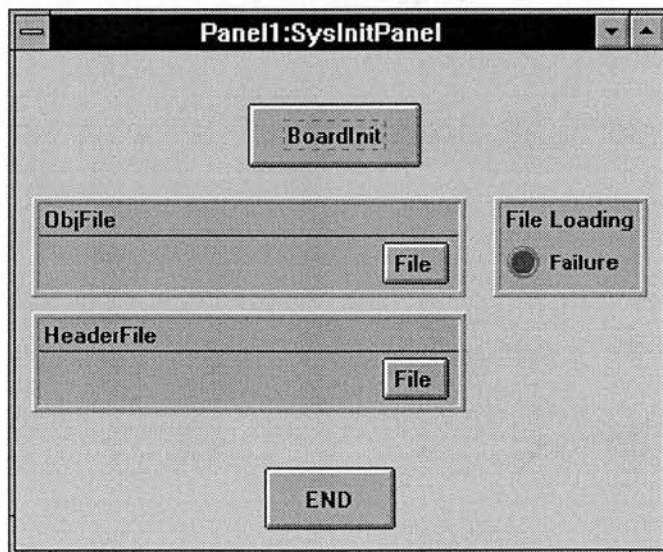 Panel1:SysInitPanel
BoardInit
ObjFile
File
File Loading
Failure
HeaderFile
File
END